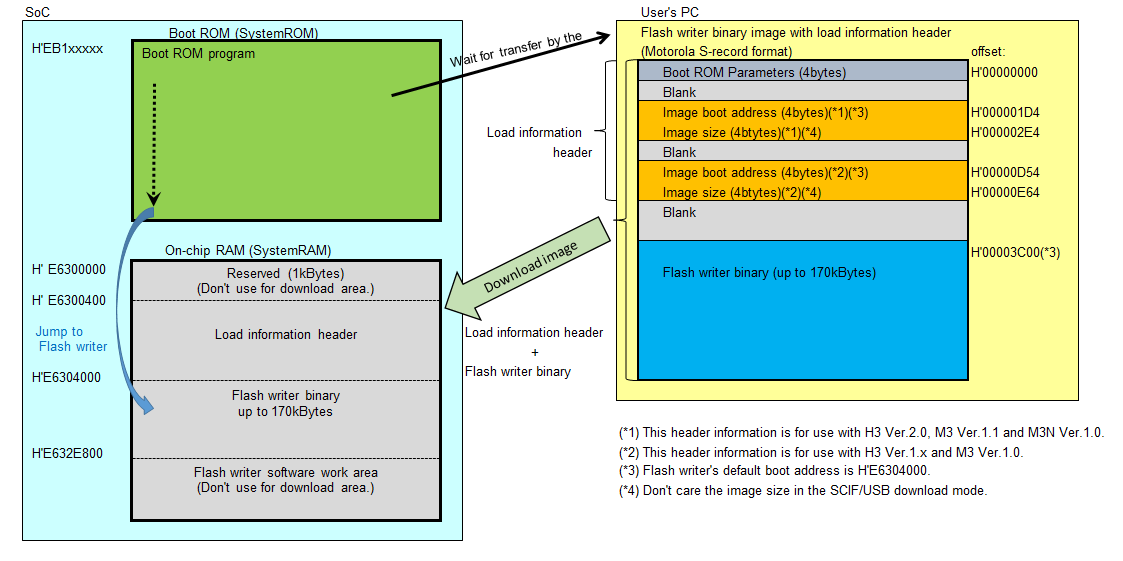 SoC
Boot ROM (SystemROM)
H'EB1xxxxx
Boot ROM program
Wait for transfer by the
User's PC
Flash writer binary image with load information header
(Motorola S-record format)
offset:
Boot ROM Parameters (4bytes)
H'00000000
Blank
Image boot address (4bytes)(*1)(*3)
H'000001D4
Image size (4btytes)(*1)(*4)
H'000002E4
Load information
header
Blank
Image boot address (4bytes)(*2)(*3)
H'00000D54
Image size (4btytes)(*2)(*4)
H'00000E64
Blank
H'00003C00(*3)
Flash writer binary (up to 170kBytes)
Download image
Load information header
+
Flash writer binary
On-chip RAM (SystemRAM)
H' E6300000
Reserved (1kBytes)
(Don't use for download area.)
H' E6300400
Jump to
Flash writer
Load information header
H'E6304000
Flash writer binary
up to 170kBytes
H'E632E800
Flash writer software work area
(Don't use for download area.)
(*1) This header information is for use with H3 Ver.2.0, M3 Ver.1.1 and M3N Ver.1.0.
(*2) This header information is for use with H3 Ver.1.x and M3 Ver.1.0.
(*3) Flash writer's default boot address is H'E6304000.
(*4) Don't care the image size in the SCIF/USB download mode.